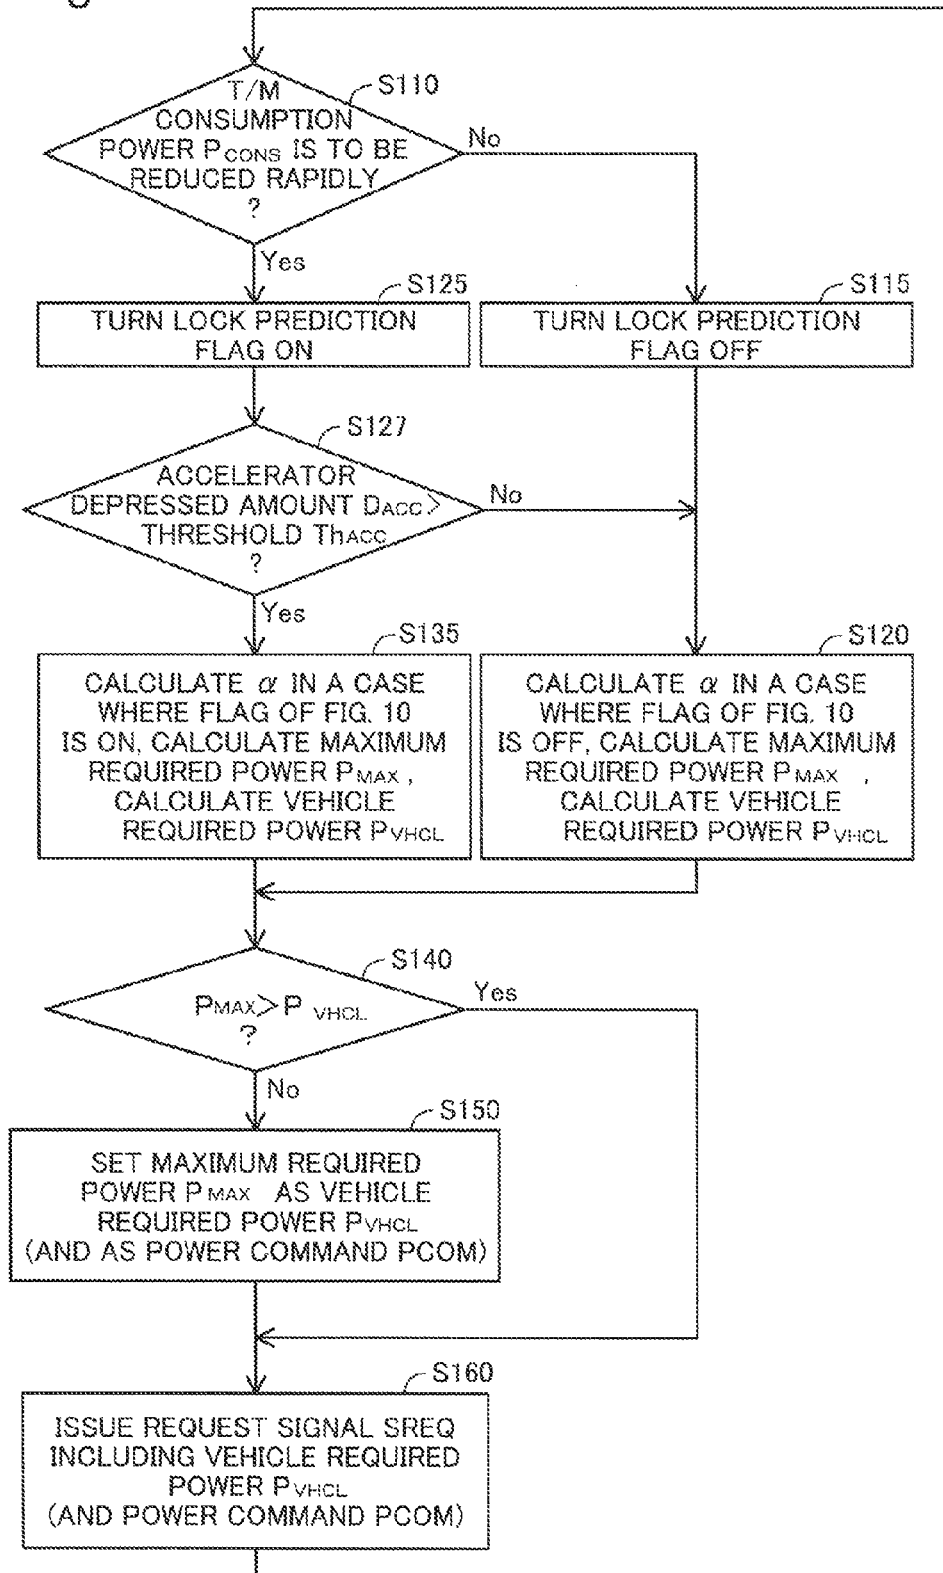 S110
T/M
CONSUMPTION
POWER PCONS IS TO BE
REDUCED RAPIDLY
?
No
Yes
S125
TURN LOCK PREDICTION
FLAG ON
S115
TURN LOCK PREDICTION
FLAG OFF
S127
ACCELERATOR
DEPRESSED AMOUNT DACC>
THRESHOLD ThACC
?
No
Yes
S135
CALCULATE α IN A CASE
WHERE FLAG OF FIG. 10
IS ON, CALCULATE MAXIMUM
REQUIRED POWER PMAX,
CALCULATE VEHICLE
REQUIRED POWER PVHCL
S120
CALCULATE α IN A CASE
WHERE FLAG OF FIG. 10
IS OFF, CALCULATE MAXIMUM
REQUIRED POWER PMAX ,
CALCULATE VEHICLE
REQUIRED POWER PVHCL
S140
PMAX>P VHCL
?
Yes
No
S150
SET MAXIMUM REQUIRED
POWER PMAX AS VEHICLE
REQUIRED POWER PVHCL
(AND AS POWER COMMAND PCOM)
S160
ISSUE REQUEST SIGNAL SREQ
INCLUDING VEHICLE REQUIRED
POWER PVHCL
(AND POWER COMMAND PCOM)